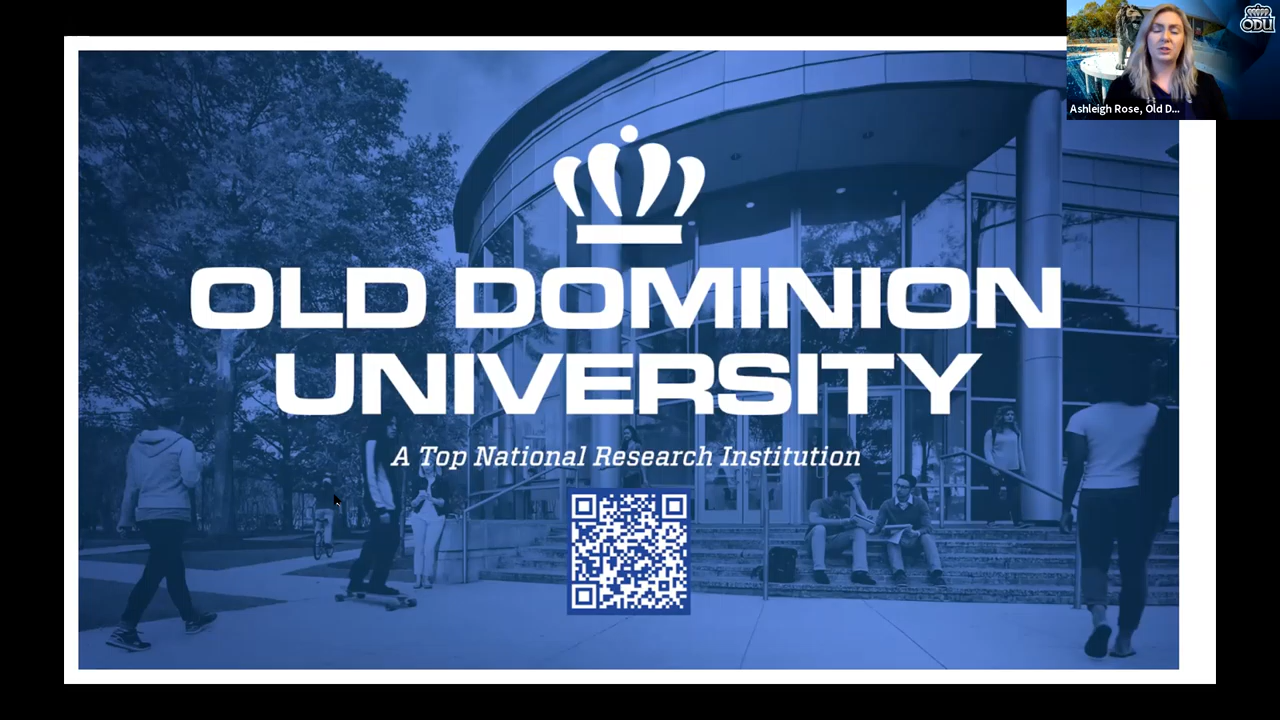 ODU
Ashleigh Rose, Old D...
OLD DOMINION
UNIVERSITY
A Top National Research Institution